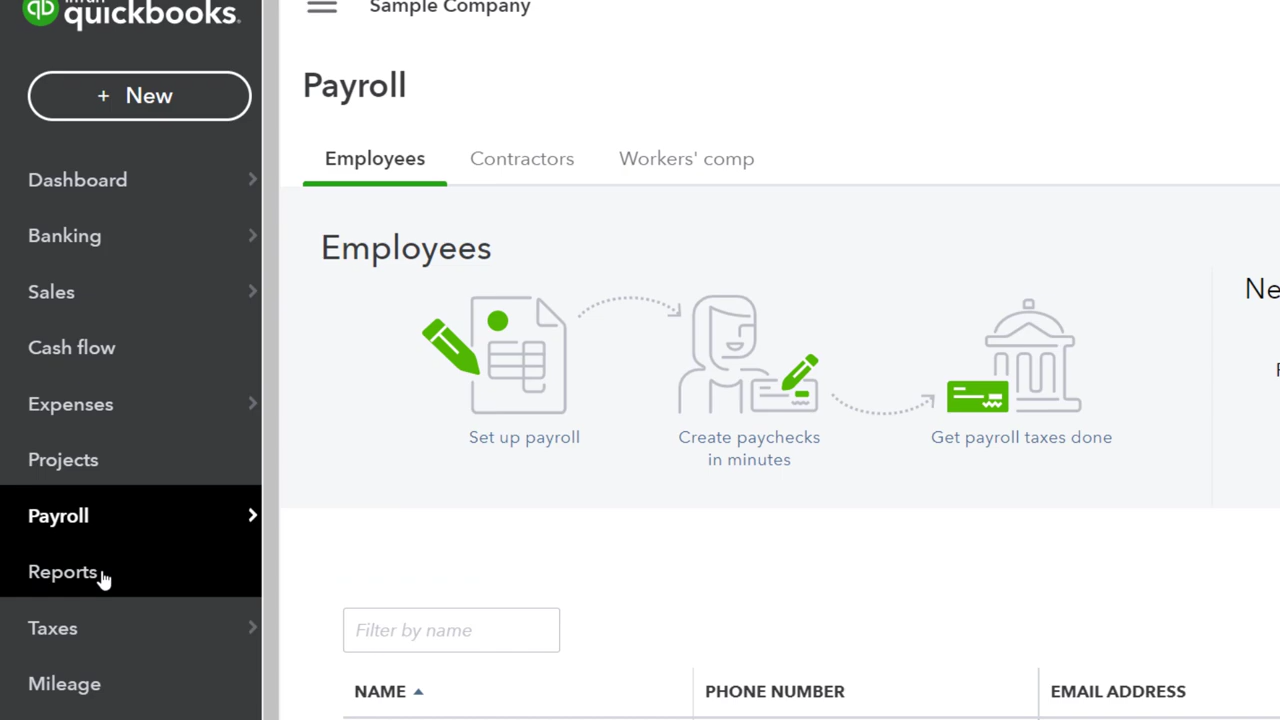 quickbooks.
Sample Company
+ New
Payroll
Employees Contractors Workers' comp
Dashboard
Banking
Sales
Cash flow
Expenses
Projects
Payroll
Reports
Taxes
Mileage
Employees
Set up payroll
Create paychecks
in minutes
Get payroll taxes done
Filter by name
NAME PHONE NUMBER EMAIL ADDRESS